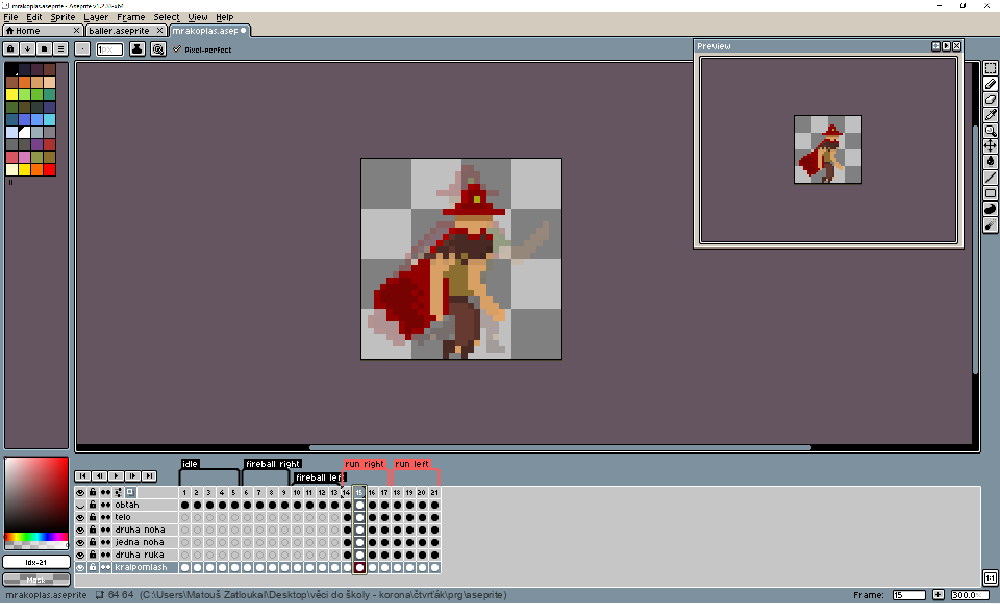 mrakoplas.aseprite - Aseprite v1.2.33-x64
File Edit Sprite Layer Frame Select View Help
Home
baller.aseprite
mrakoplas.asep
1px
Pixel-perfect
Preview
idle
fireball right
fireball lef
run right
run left
1 2 3 4 5 6 7 8 9 10 11 12 13 14 15 16 17 18 19 20 21
obtah
telo
druha noha
jedna noha
druha ruka
kralpomlash
Idx-21
Mask
1:1
mrakoplas.aseprite 64 64 (C:\Users\Matouš Zatloukal\Desktop\věci do školy - korona\čtvrťák\prg\aseprite)
Frame: 15 + 300.0%